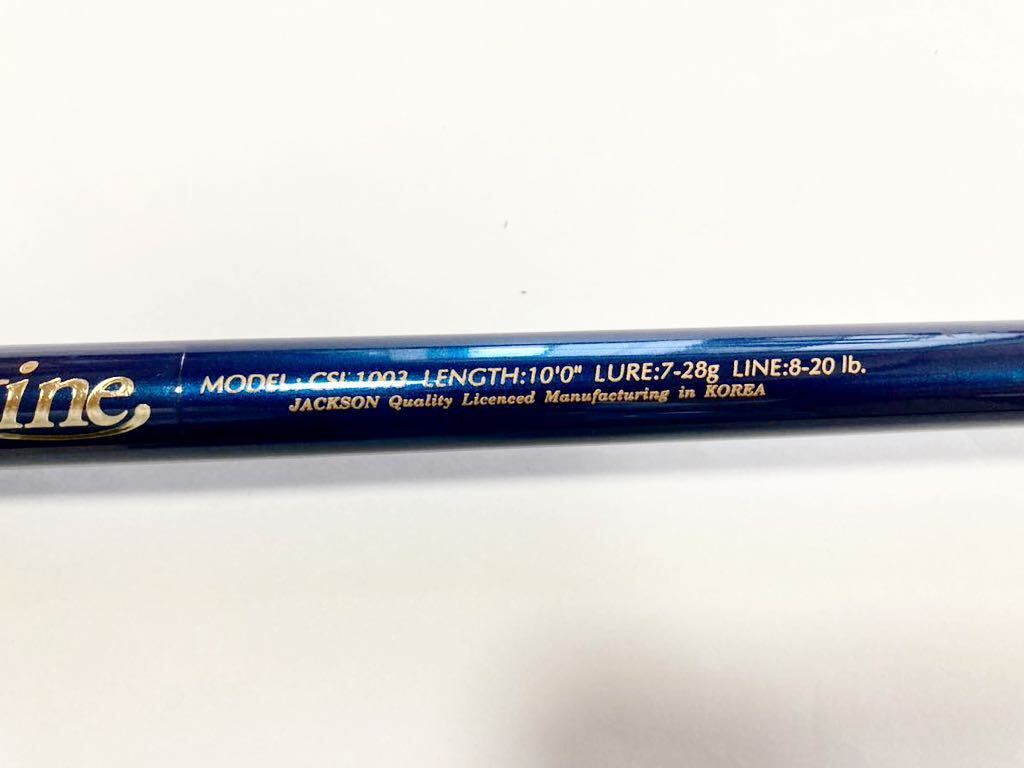 ine
MODEL: CSL1003 LENGTH:10'0" LURE:7-28g LINE:8-20 lb.
JACKSON Quality Licenced Manufacturing in KOREA